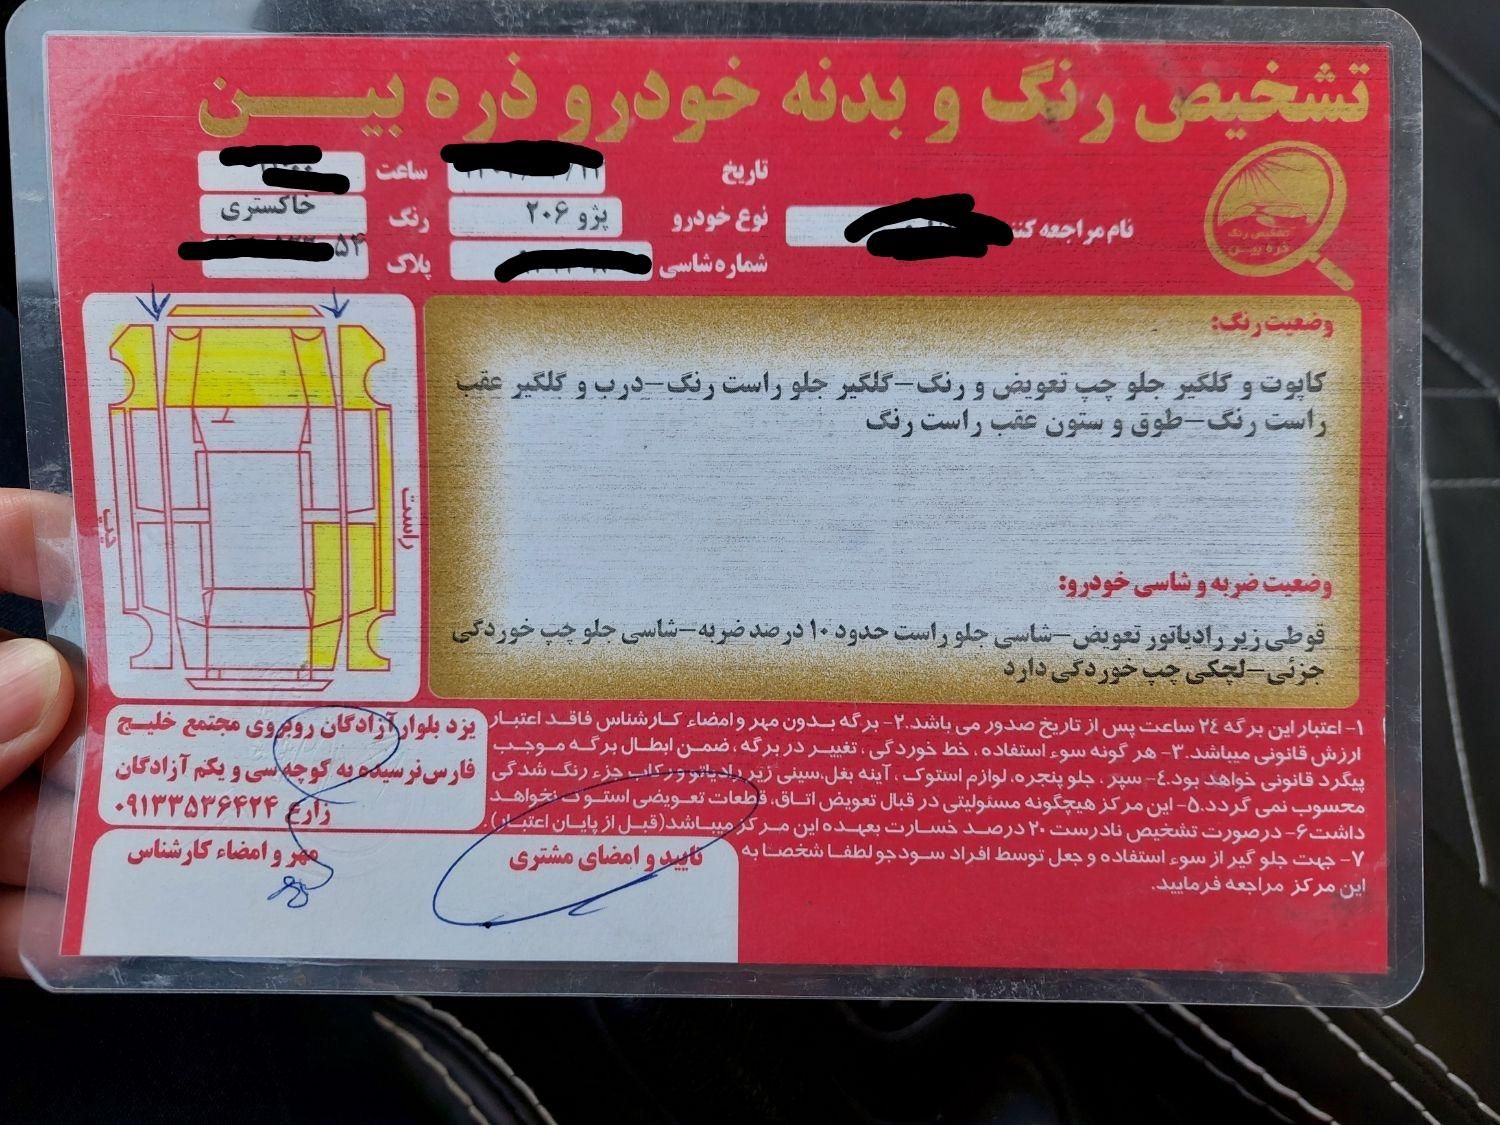 تشخیص رنگ و بدنه خودرو ذره بیـــن
تشخیص رنگ
ذره بیـــن
نام مراجعه کننده
تاریخ
ساعت
نوع خودرو
پژو ۲۰۶
رنگ
خاکستری
شماره شاسی
پلاک
۵۴
وضعیت رنگ:
کاپوت و گلگیر جلو چپ تعویض و رنگ-گلگیر جلو راست رنگ-درب و گلگیر عقب
راست رنگ-طوق و ستون عقب راست رنگ
وضعیت ضربه و شاسی خودرو:
قوطی زیر رادیاتور تعویض-شاسی جلو راست حدود ۱۰ درصد ضربه-شاسی جلو چپ خوردگی
جزئی-لچکی چپ خوردگی دارد
راست
چپ
۱- اعتبار این برگه ۲۴ ساعت پس از تاریخ صدور می باشد.۲- برگه بدون مهر و امضاء کارشناس فاقد اعتبار
ارزش قانونی میباشد.۳- هر گونه سوء استفاده ، خط خوردگی ، تغییر در برگه ، ضمن ابطال برگه موجب
پیگرد قانونی خواهد بود.۴- سپر ، جلو پنجره، لوازم استوک ، آینه بغل،سینی زیر رادیاتو ور کاب جزء رنگ شدگی
محسوب نمی گردد.۵- این مرکز هیچگونه مسئولیتی در قبال تعویض اتاق، قطعات تعویضی استوک نخواهد
داشت ۶- درصورت تشخیص نادرست ۲۰ درصد خسارت بعهده این مرکز میباشد(قبل از پایان اعتبار).
۷- جهت جلو گیر از سوء استفاده و جعل توسط افراد سودجو لطفا شخصا به
این مرکز مراجعه فرمایید.
یزد بلوار آزادگان روبروی مجتمع خلیج
فارس نرسیده به کوچه سی و یکم آزادگان
زارع ۰۹۱۳۳۵۳۶۴۲۴
تایید و امضای مشتری
مهر و امضاء کارشناس